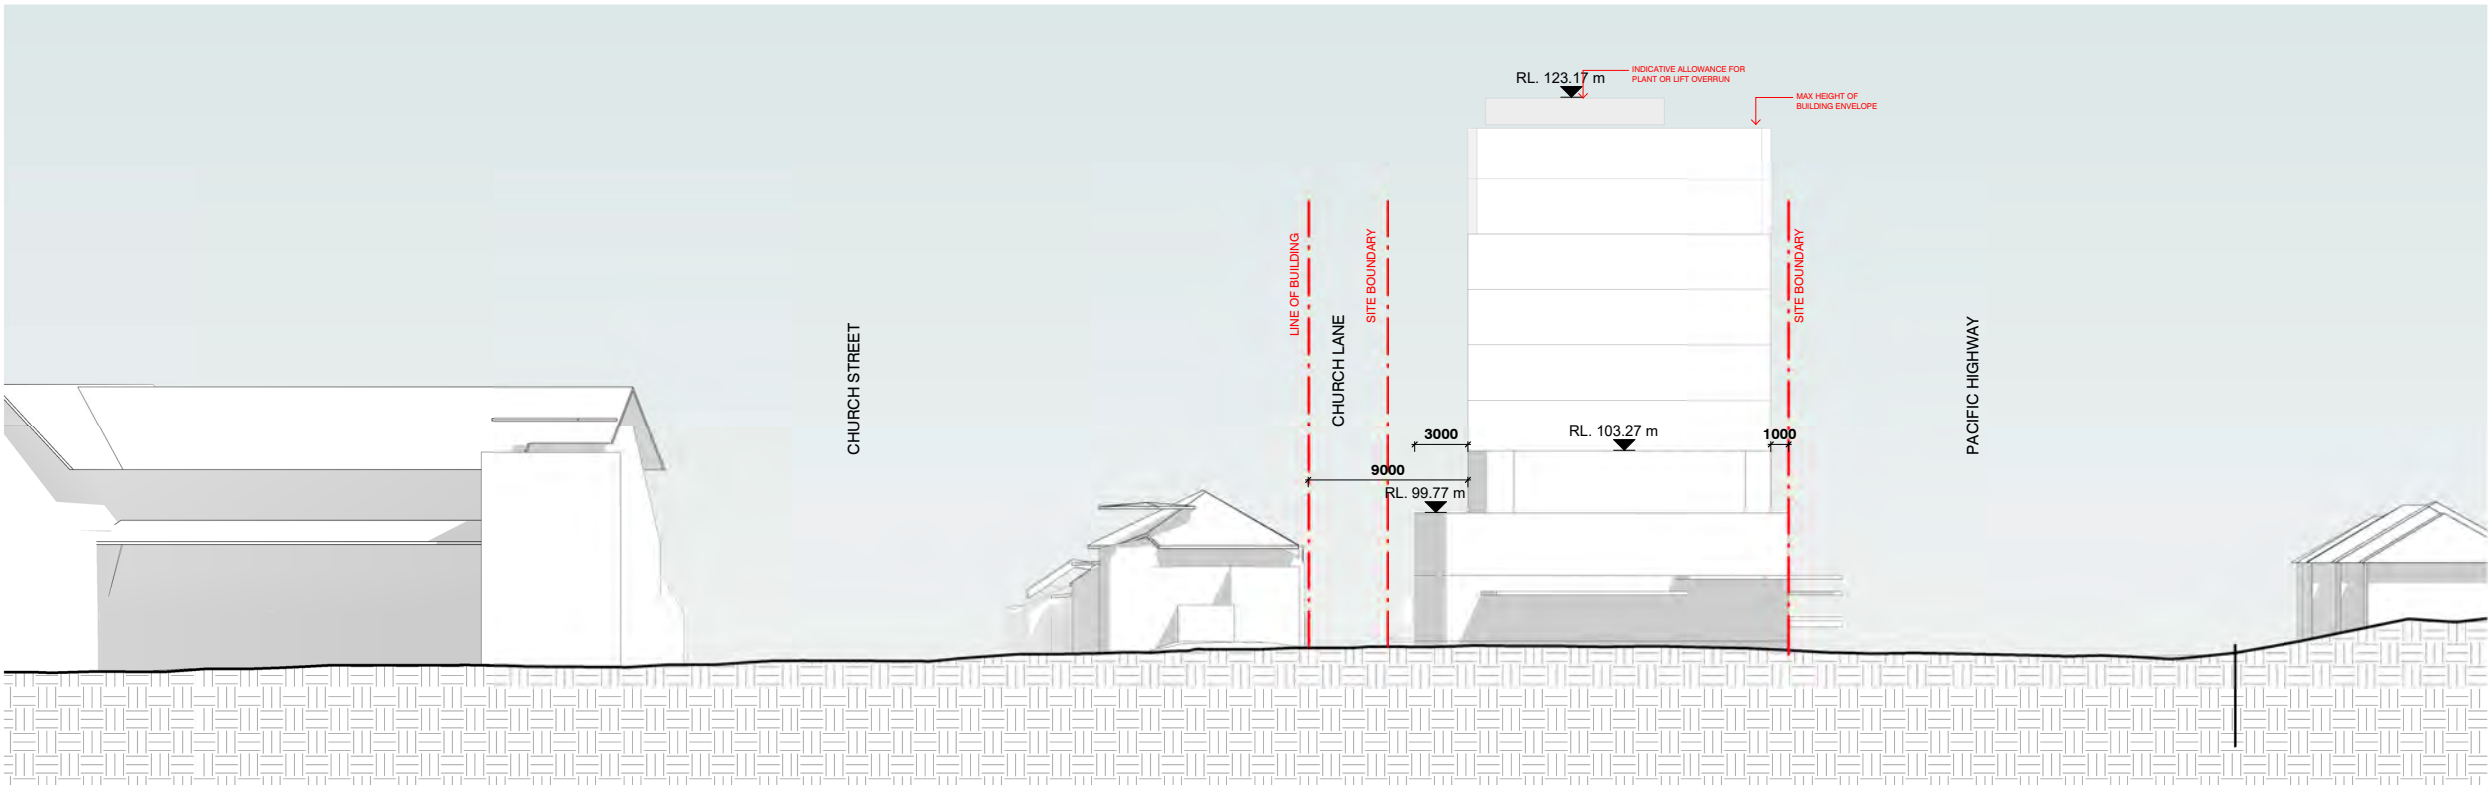 RL. 123.17 m
INDICATIVE ALLOWANCE FOR
PLANT OR LIFT OVERRUN
MAX HEIGHT OF
BUILDING ENVELOPE
LINE OF BUILDING
SITE BOUNDARY
SITE BOUNDARY
CHURCH STREET
CHURCH LANE
PACIFIC HIGHWAY
3000
RL. 103.27 m
1000
9000
RL. 99.77 m